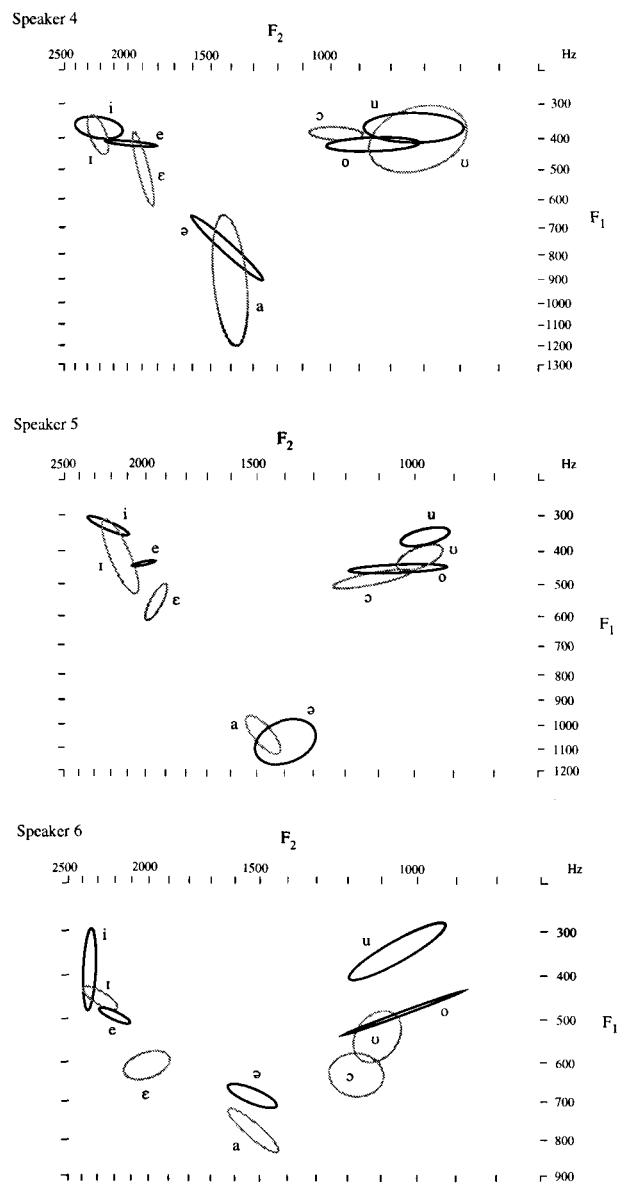 Speaker 4
F₂
2500 2000 1500 1000 Hz
300
i u
ɔ
e 400
ɪ o ʊ
ɛ 500
600
F₁
ə 700
800
900
a 1000
1100
1200
1300
Speaker 5
F₂
2500 2000 1500 1000 Hz
i u 300
e ʊ 400
ɪ o
ɔ 500
ɛ
600
F₁
700
800
900
a ə 1000
1100
1200
Speaker 6
F₂
2500 2000 1500 1000 Hz
i u 300
400
ɪ
o 500
e F₁
ʊ
ɔ 600
ɛ ə
700
a 800
900